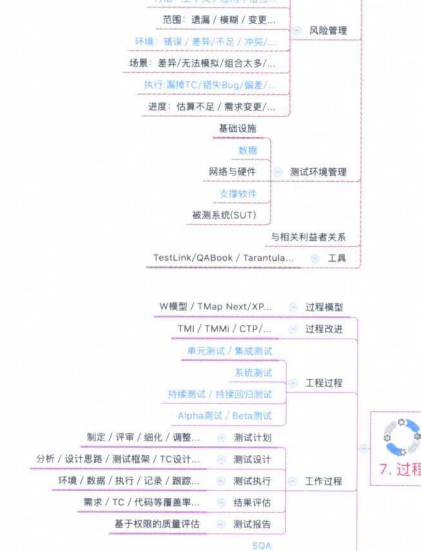 范围：遗漏 / 模糊 / 变更...
风险管理
环境：错误 / 差异/不足 / 冲突/...
场景：差异/无法模拟/组合太多/...
执行:漏掉TC/错失Bug/偏差/...
进度：估算不足 / 需求变更/...
基础设施
数据
网络与硬件
测试环境管理
支撑软件
被测系统(SUT)
与相关利益者关系
TestLink/QABook / Tarantula...
工具
W模型 / TMap Next/XP...
过程模型
TMI / TMMi / CTP/...
过程改进
单元测试 / 集成测试
系统测试
工程过程
持续测试 / 持续回归测试
Alpha测试 / Beta测试
制定 / 评审 / 细化 / 调整...
测试计划
分析 / 设计思路 / 测试框架 / TC设计...
测试设计
7. 过程
环境 / 数据 / 执行 / 记录 / 跟踪...
测试执行
工作过程
需求 / TC / 代码等覆盖率...
结果评估
基于权限的质量评估
测试报告
SQA